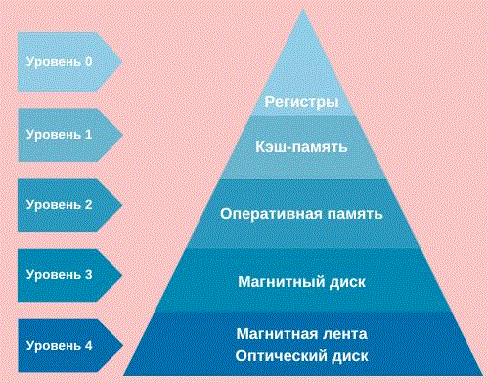 Уровень 0
Регистры
Уровень 1
Кэш-память
Уровень 2
Оперативная память
Уровень 3
Магнитный диск
Уровень 4
Магнитная лента
Оптический диск